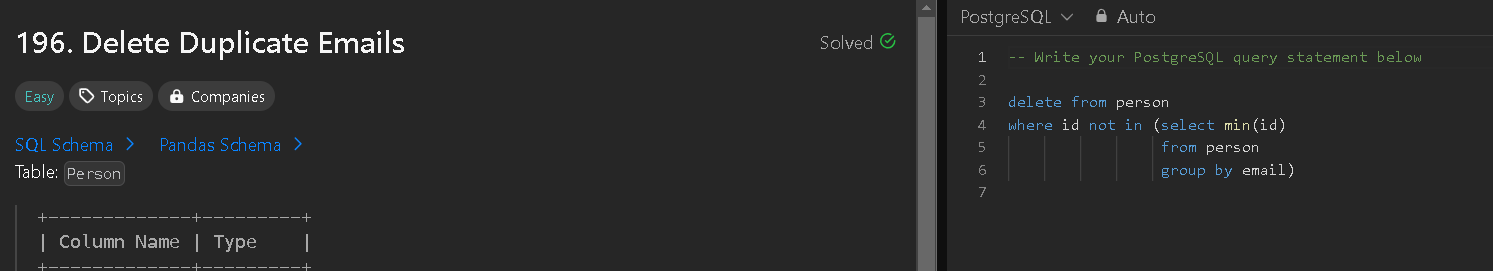 196. Delete Duplicate Emails
Solved
Easy Topics Companies
SQL Schema > Pandas Schema >
Table: Person
+-------------+---------+
| Column Name | Type    |
+-------------+---------+
PostgreSQL Auto
1 -- Write your PostgreSQL query statement below
2
3 delete from person
4 where id not in (select min(id)
5 from person
6 group by email)
7